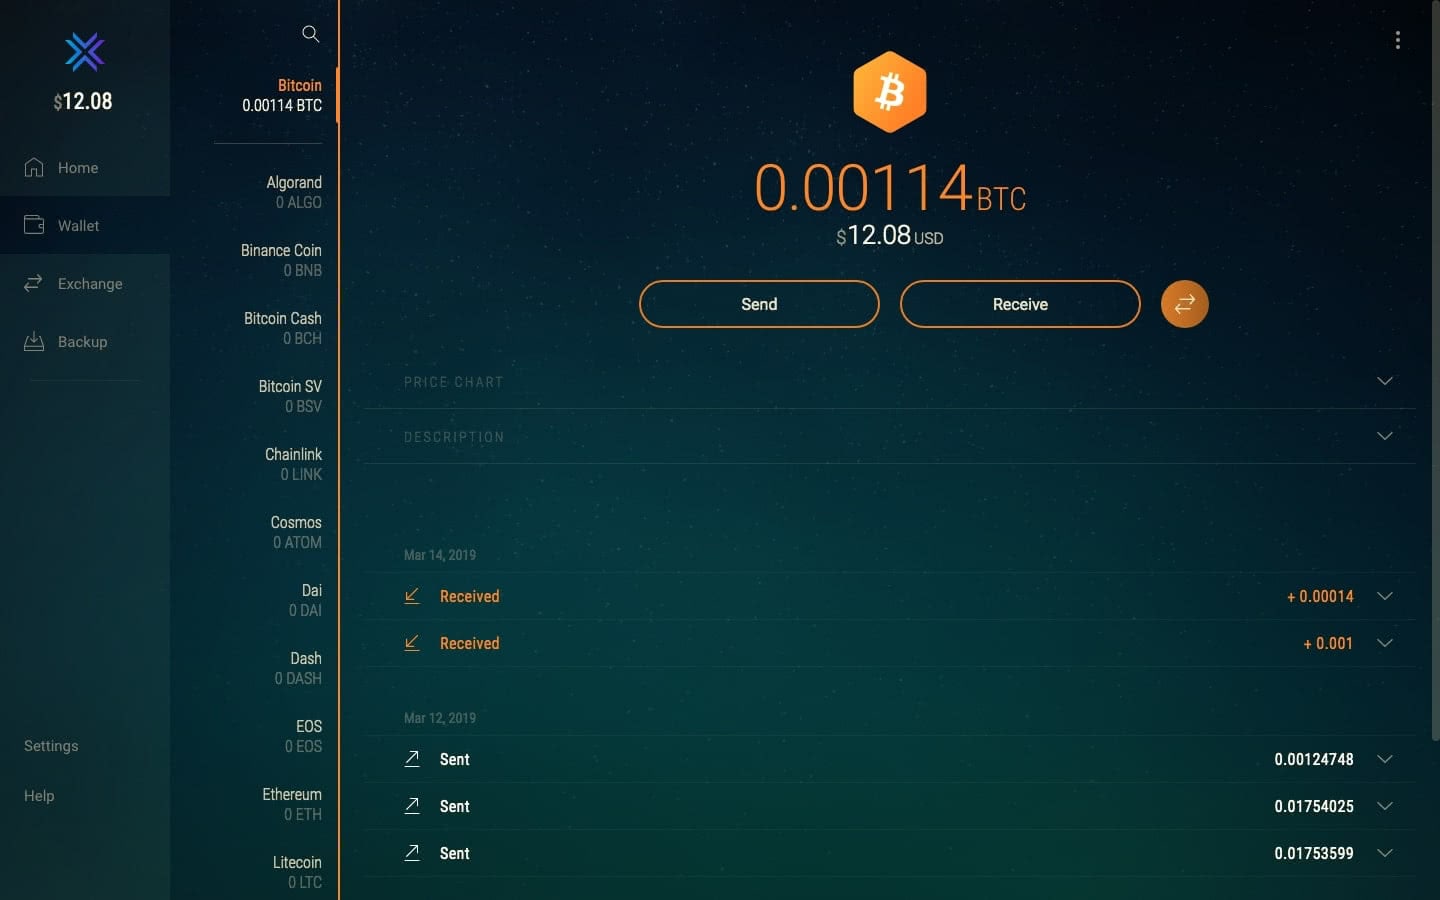 $12.08
Home
Wallet
Exchange
Backup
Settings
Help
Bitcoin
0.00114 BTC
Algorand
0 ALGO
Binance Coin
0 BNB
Bitcoin Cash
0 BCH
Bitcoin SV
0 BSV
Chainlink
0 LINK
Cosmos
0 ATOM
Dai
0 DAI
Dash
0 DASH
EOS
0 EOS
Ethereum
0 ETH
Litecoin
0 LTC
0.00114 BTC
$12.08 USD
Send
Receive
PRICE CHART
DESCRIPTION
Mar 14, 2019
Received + 0.00014
Received + 0.001
Mar 12, 2019
Sent 0.00124748
Sent 0.01754025
Sent 0.01753599